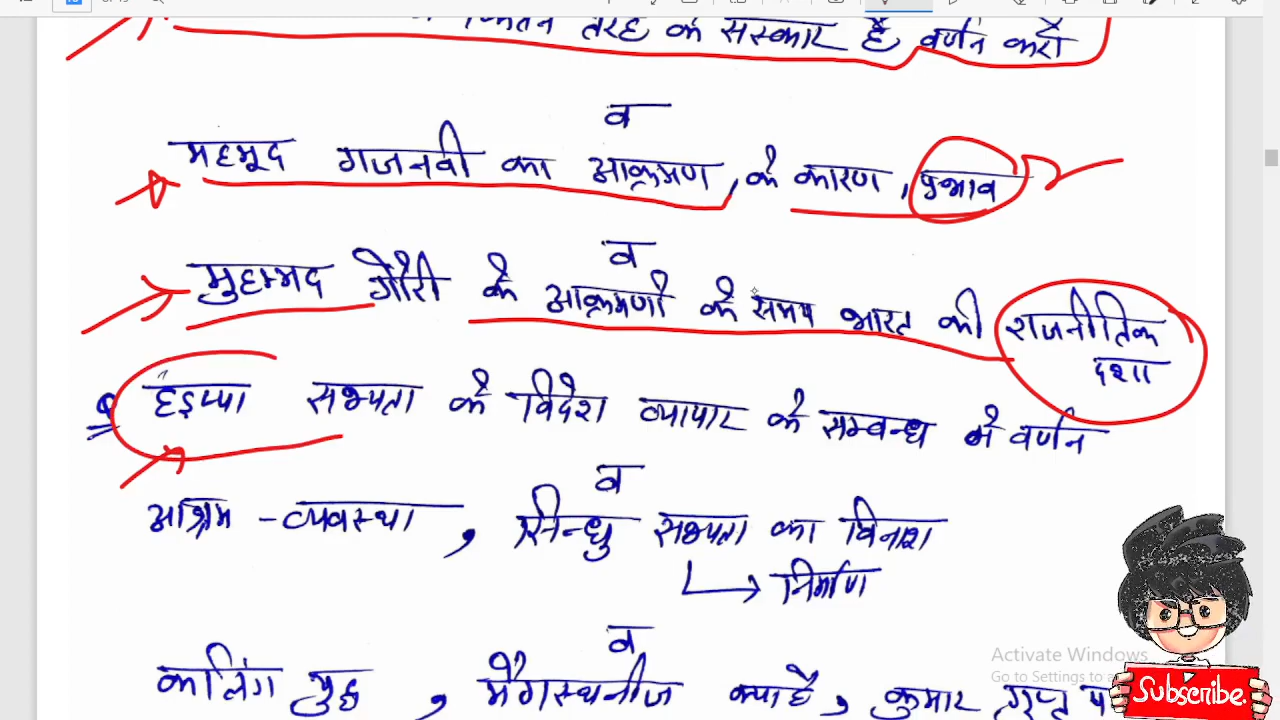 कितने तरह के संस्कार है वर्णन करो
व
महमूद गजनवी का आक्रमण, के कारण, प्रभाव
व
मुहम्मद गौरी के आक्रमणो के समय भारत की राजनीतिक
दशा
हड़प्पा सभ्यता के विदेश व्यापार के सम्बन्ध मे वर्णन
व
आश्रम - व्यवस्था, सिन्धु सभ्यता का विनाश
निर्माण
व
कलिंग युद्ध, मेगस्थनीज क्या है, कुमार गुप्त
Activate Windows
Go to Settings to
Subscribe.